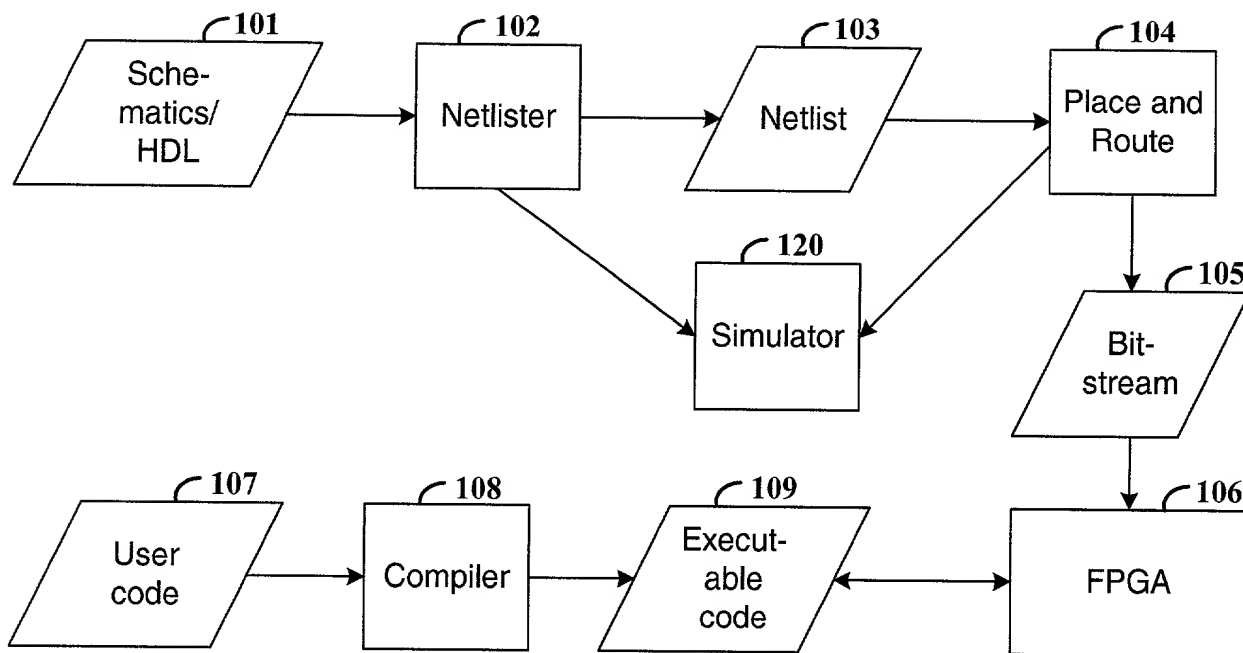 101
Sche-
matics/
HDL
102
Netlister
103
Netlist
104
Place and
Route
120
Simulator
105
Bit-
stream
107
User
code
108
Compiler
109
Execut-
able
code
106
FPGA